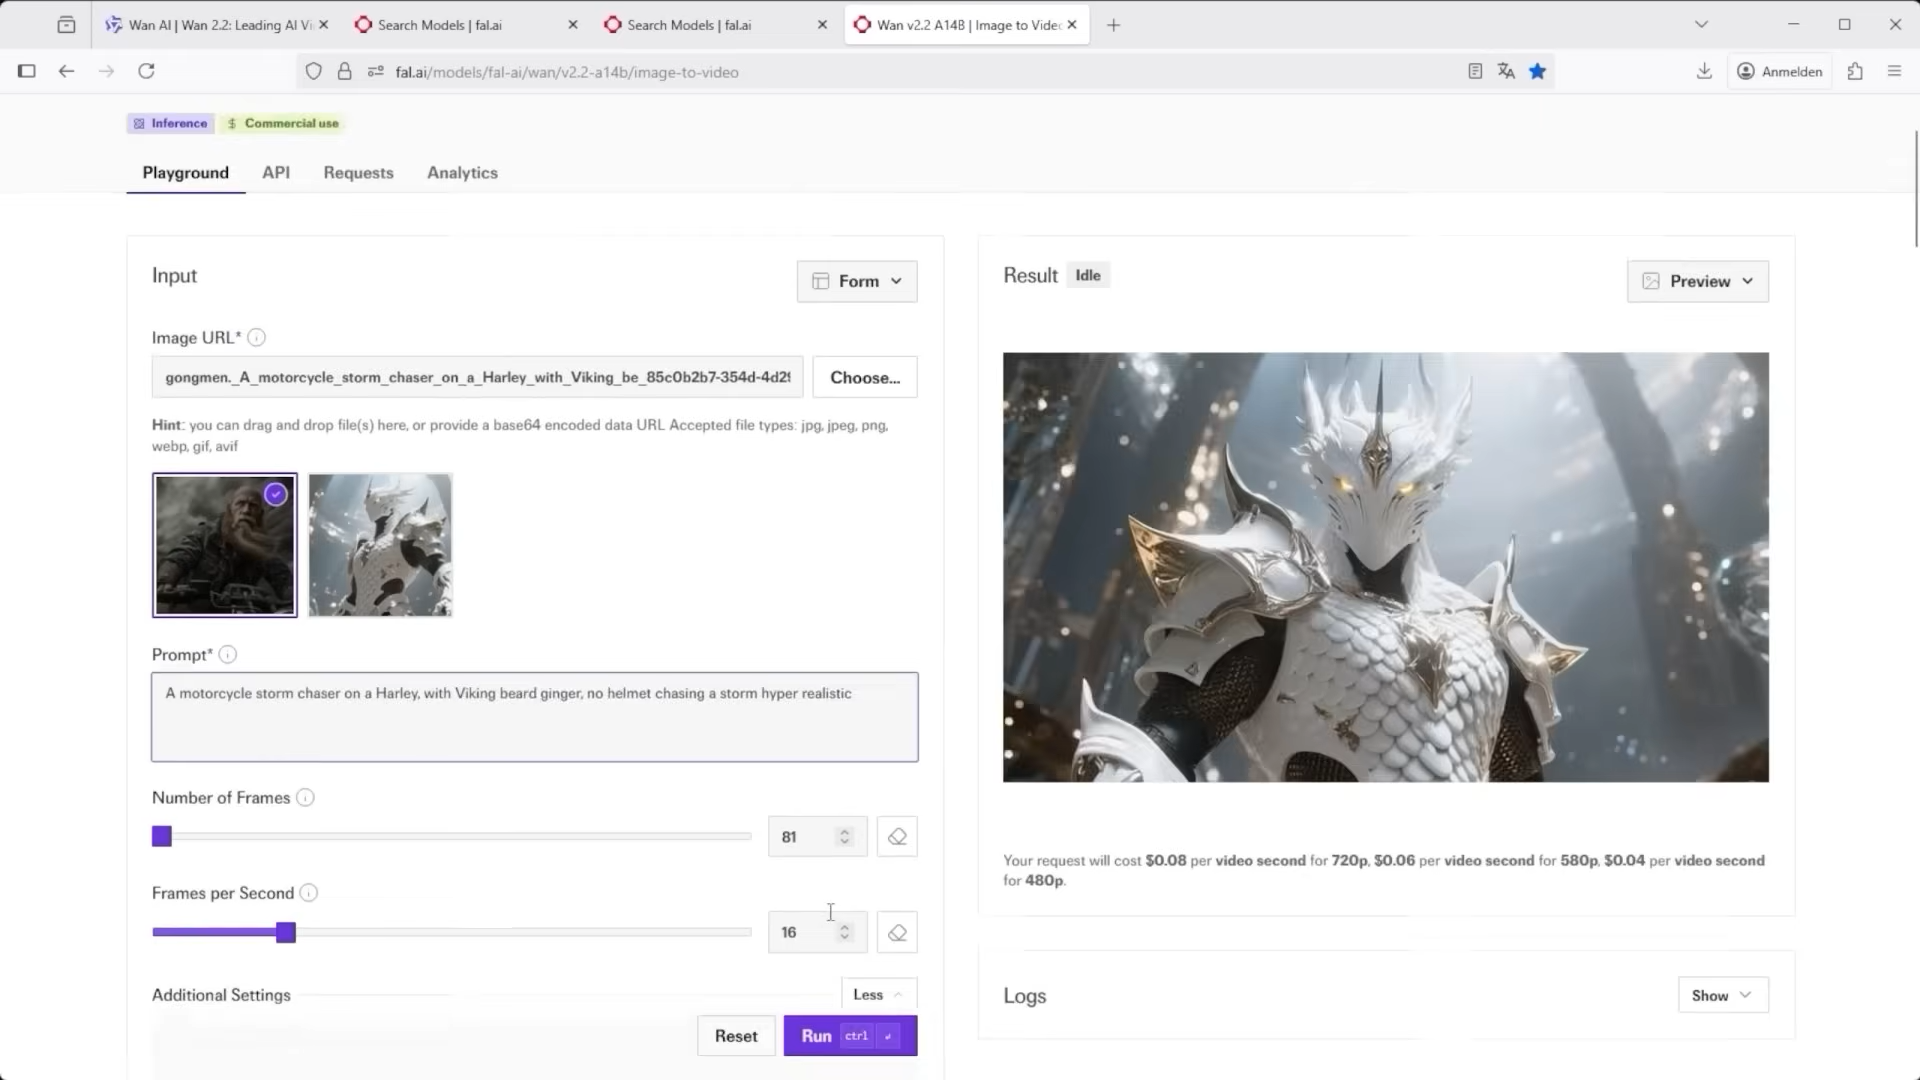 Wan AI | Wan 2.2: Leading AI Vi
Search Models | fal.ai
Search Models | fal.ai
Wan v2.2 A14B | Image to Video
fal.ai/models/fal-ai/wan/v2.2-a14b/image-to-video
Anmelden
Inference
$ Commercial use
Playground
API
Requests
Analytics
Input
Form
Image URL*
gongmen._A_motorcycle_storm_chaser_on_a_Harley_with_Viking_be_85c0b2b7-354d-4d29
Choose...
Hint: you can drag and drop file(s) here, or provide a base64 encoded data URL Accepted file types: jpg, jpeg, png,
webp, gif, avif
Prompt*
A motorcycle storm chaser on a Harley, with Viking beard ginger, no helmet chasing a storm hyper realistic
Number of Frames
81
Frames per Second
16
Additional Settings
Less
Reset
Run ctrl
Result
Idle
Preview
Your request will cost $0.08 per video second for 720p, $0.06 per video second for 580p, $0.04 per video second
for 480p.
Logs
Show